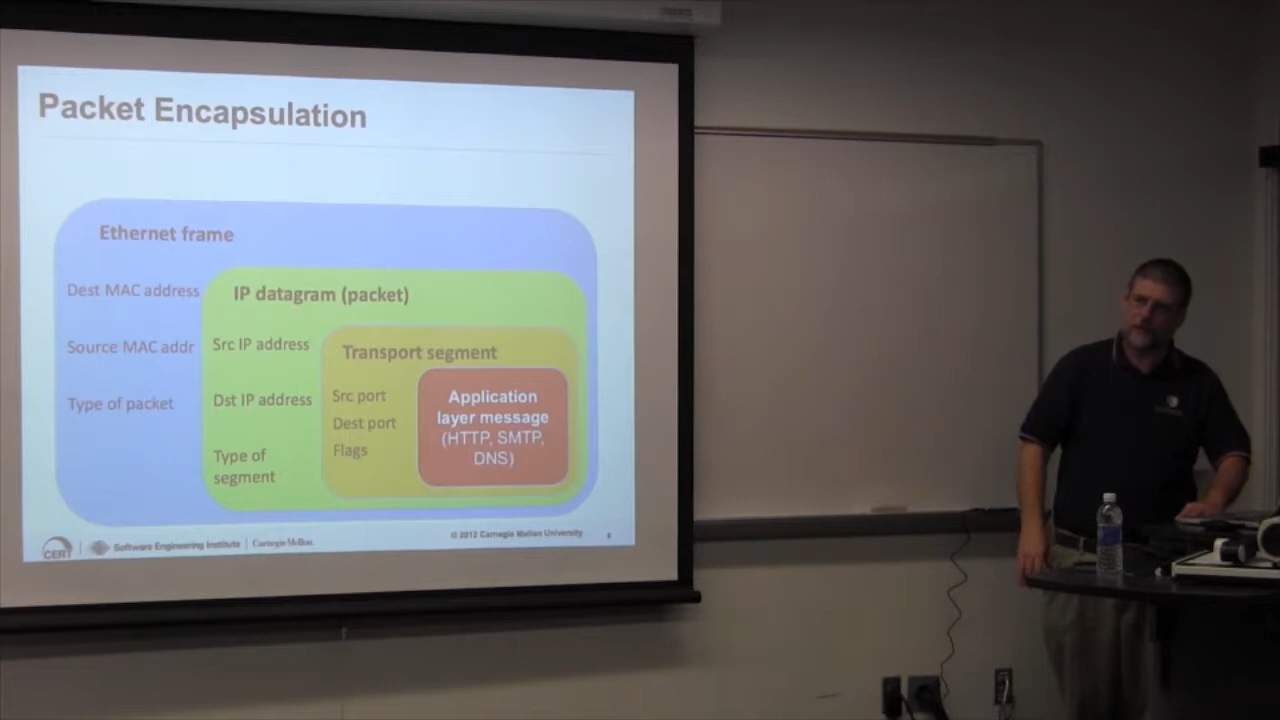 Packet Encapsulation
Ethernet frame
Dest MAC address
Source MAC addr
Type of packet
IP datagram (packet)
Src IP address
Dst IP address
Type of
segment
Transport segment
Src port
Dest port
Flags
Application
layer message
(HTTP, SMTP,
DNS)
CERT
Software Engineering Institute
Carnegie Mellon
© 2012 Carnegie Mellon University